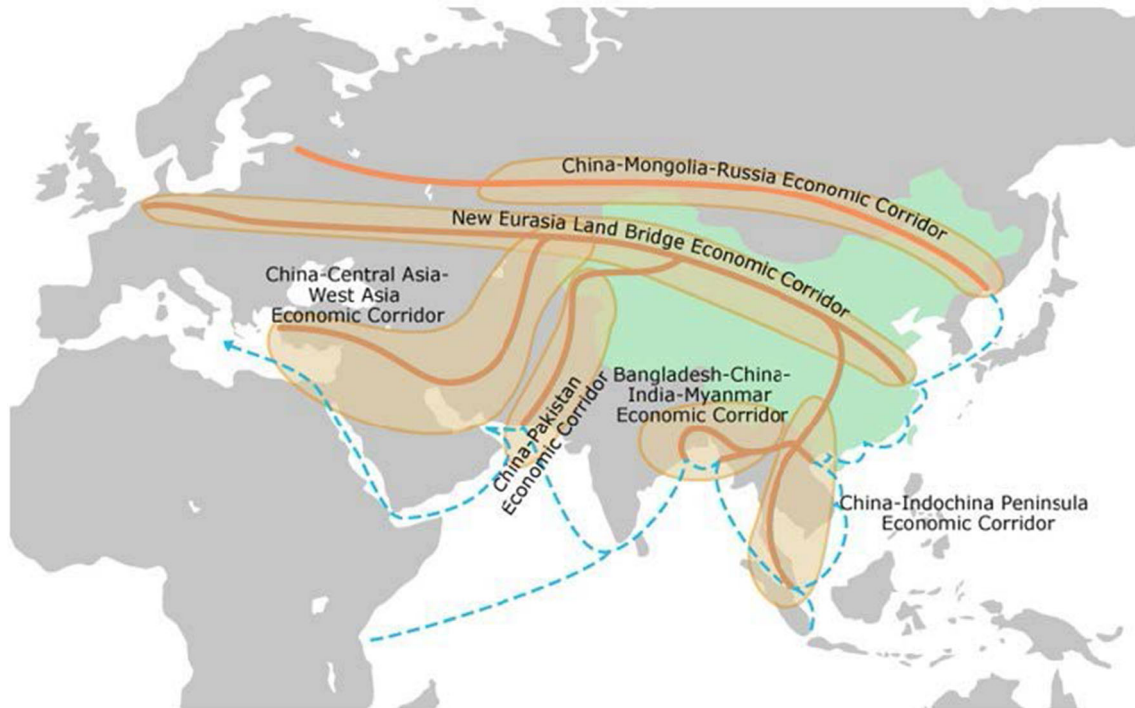 China-Mongolia-Russia Economic Corridor
New Eurasia Land Bridge Economic Corridor
China-Central Asia-
West Asia
Economic Corridor
China-Pakistan
Economic Corridor
Bangladesh-China-
India-Myanmar
Economic Corridor
China-Indochina Peninsula
Economic Corridor